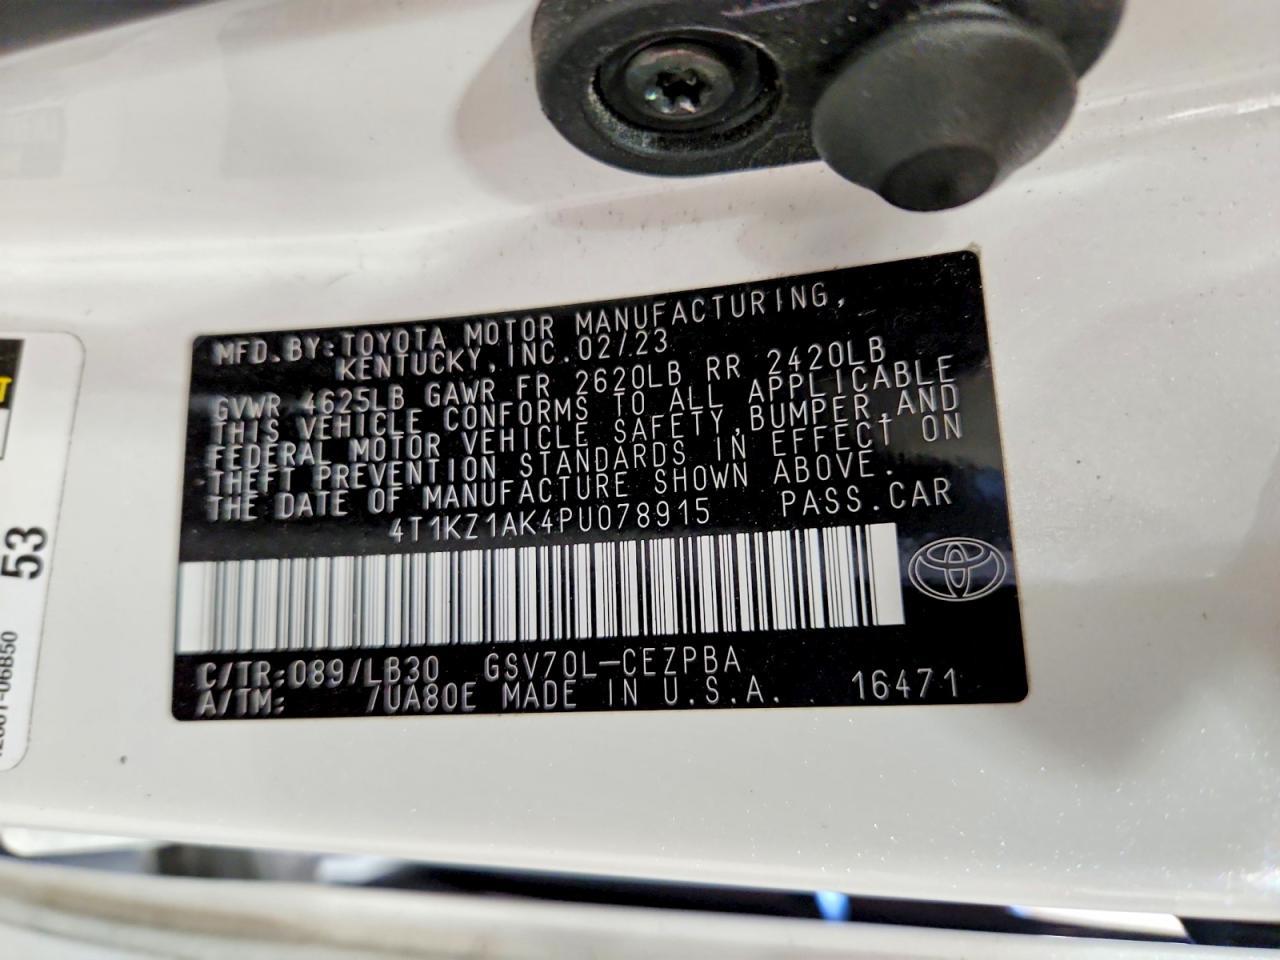 MFD.BY:TOYOTA MOTOR MANUFACTURING,
KENTUCKY,INC.02/23
GVWR 4625LB GAWR FR 2620LB RR 2420LB
THIS VEHICLE CONFORMS TO ALL APPLICABLE
FEDERAL MOTOR VEHICLE SAFETY,BUMPER,AND
THEFT PREVENTION STANDARDS IN EFFECT ON
THE DATE OF MANUFACTURE SHOWN ABOVE.
4T1KZ1AK4PU078915 PASS.CAR
C/TR:089/LB30 GSV70L-CEZPBA
A/TM: 7UA80E MADE IN U.S.A. 16471
53